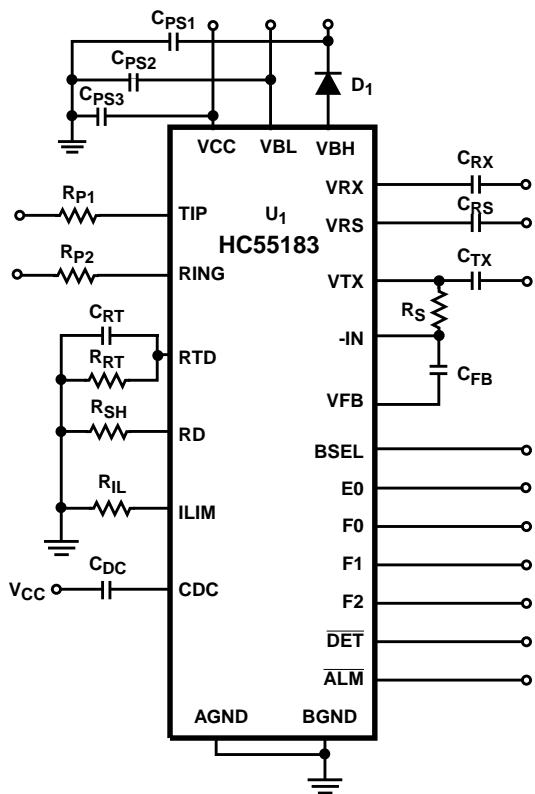 CPS1
CPS2
CPS3
D1
VCC VBL VBH
RP1
TIP
RP2
RING
U1
HC55183
CRT
RRT
RTD
RSH
RD
RIL
ILIM
VCC
CDC
CDC
VRX
CRX
VRS
CRS
VTX
CTX
RS
-IN
CFB
VFB
BSEL
E0
F0
F1
F2
DET
ALM
AGND BGND